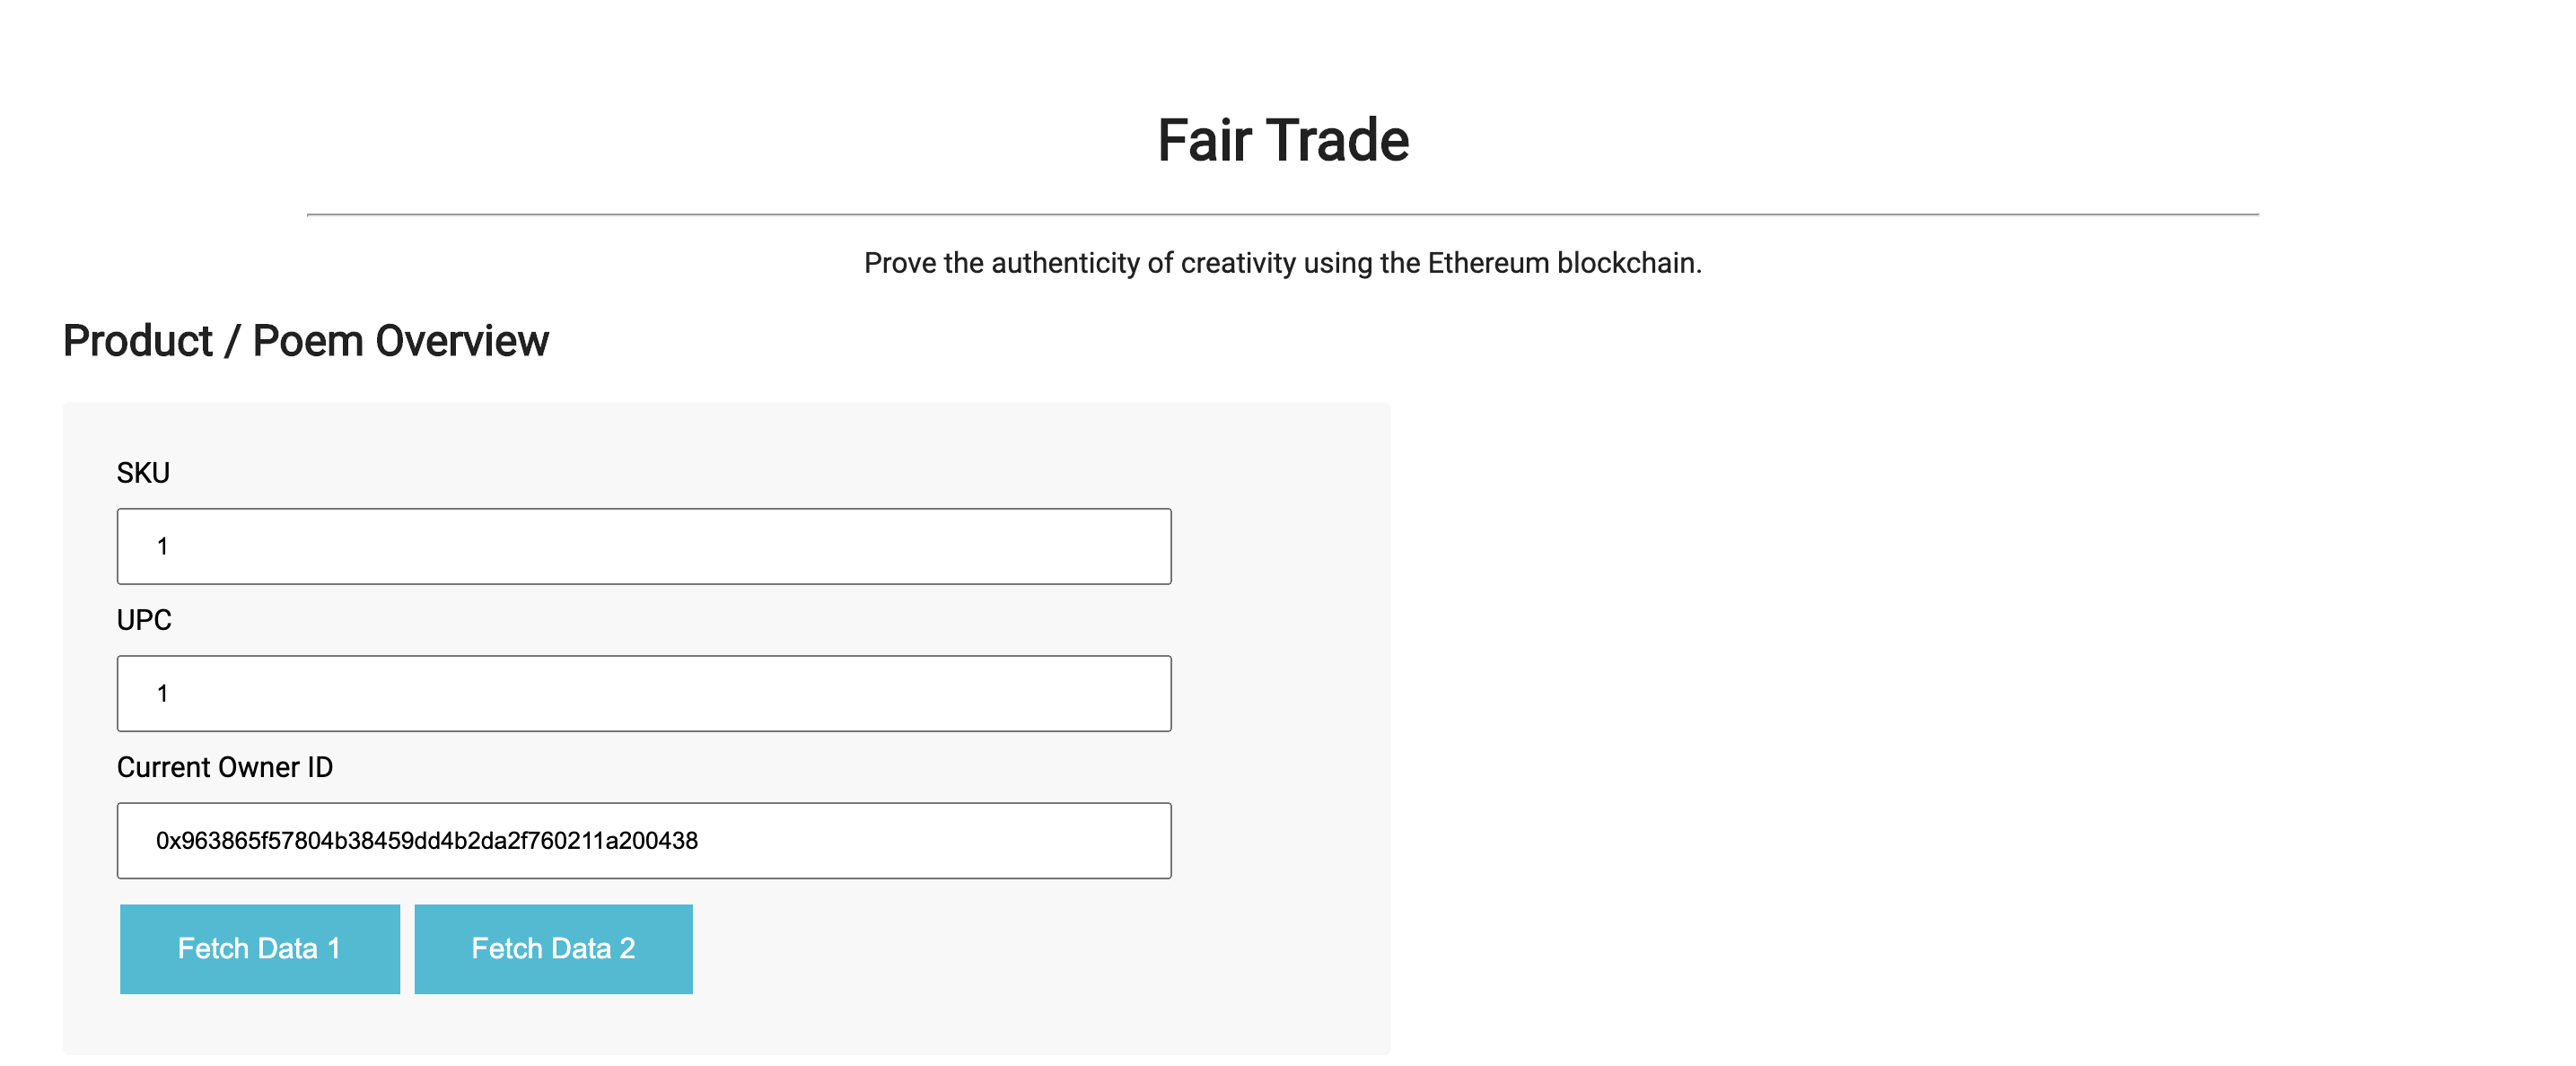 Fair Trade
Prove the authenticity of creativity using the Ethereum blockchain.
Product / Poem Overview
SKU
1
UPC
1
Current Owner ID
0x963865f57804b38459dd4b2da2f760211a200438
Fetch Data 1
Fetch Data 2